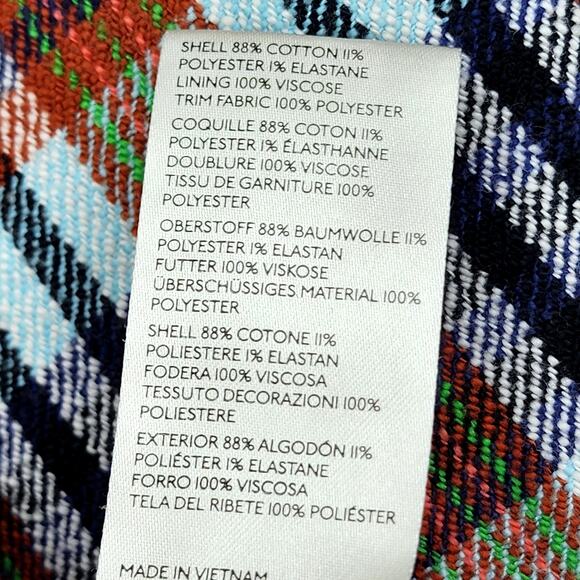 SHELL 88% COTTON 11%
POLYESTER 1% ELASTANE
LINING 100% VISCOSE
TRIM FABRIC 100% POLYESTER
COQUILLE 88% COTON 11%
POLYESTER 1% ÉLASTHANNE
DOUBLURE 100% VISCOSE
TISSU DE GARNITURE 100%
POLYESTER
OBERSTOFF 88% BAUMWOLLE 11%
POLYESTER 1% ELASTAN
FUTTER 100% VISKOSE
ÜBERSCHÜSSIGES MATERIAL 100%
POLYESTER
SHELL 88% COTONE 11%
POLIESTERE 1% ELASTAN
FODERA 100% VISCOSA
TESSUTO DECORAZIONI 100%
POLIESTERE
EXTERIOR 88% ALGODÓN 11%
POLIÉSTER 1% ELASTANE
FORRO 100% VISCOSA
TELA DEL RIBETE 100% POLIÉSTER
MADE IN VIETNAM